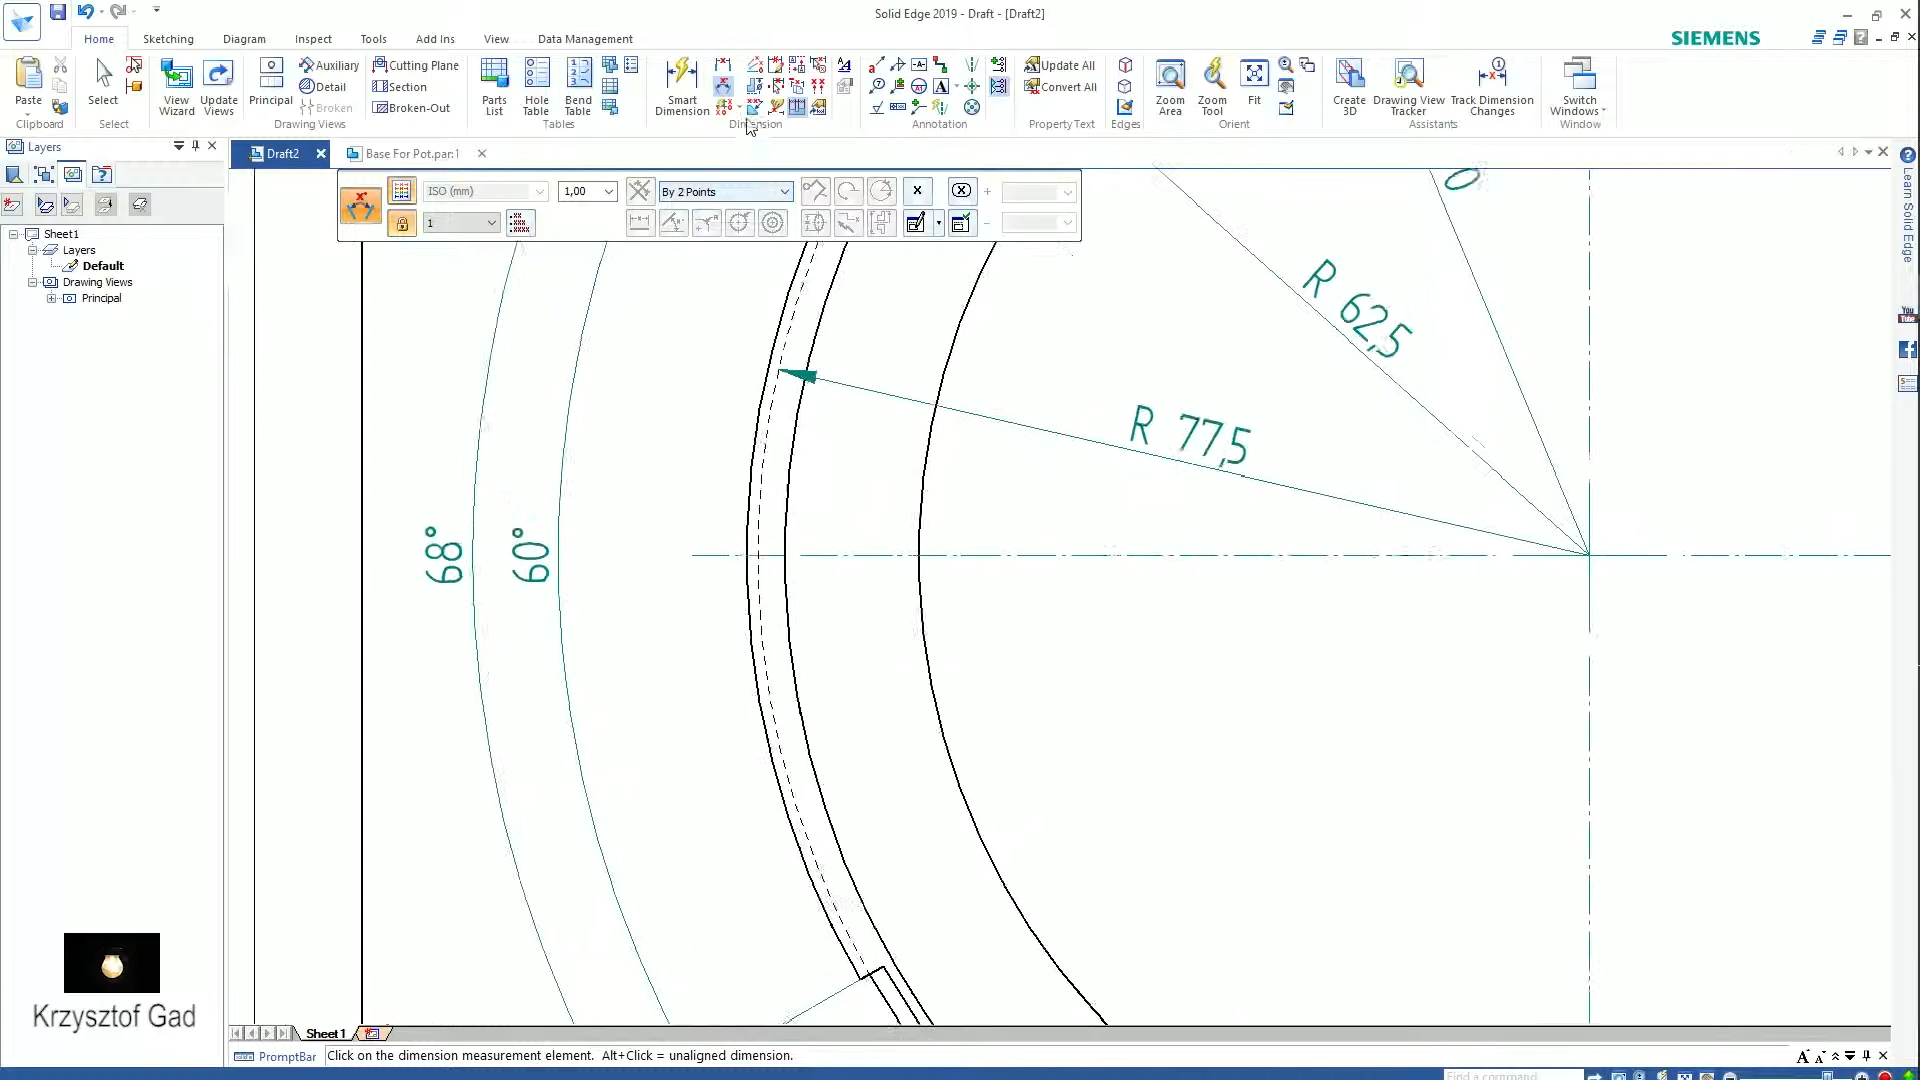 Solid Edge 2019 - Draft - [Draft2]
Home Sketching Diagram Inspect Tools Add Ins View Data Management
SIEMENS
Paste
Clipboard
Select
Select
View Wizard
Update Views
Principal
Auxiliary
Detail
Broken
Drawing Views
Cutting Plane
Section
Broken-Out
Parts List
Hole Table
Bend Table
Tables
Smart Dimension
Dimension
Annotation
Update All
Convert All
Property Text
Edges
Zoom Area
Zoom Tool
Fit
Orient
Create 3D
Drawing View Tracker
Track Dimension Changes
Assistants
Switch Windows
Window
Layers
Draft2
Base For Pot.par:1
ISO (mm)
1,00
By 2 Points
1
Sheet1
Layers
Default
Drawing Views
Principal
R 62,5
R 77,5
68°
60°
0
Learn Solid Edge
You Tube
Krzysztof Gad
Sheet1
PromptBar
Click on the dimension measurement element. Alt+Click = unaligned dimension.
Find a command